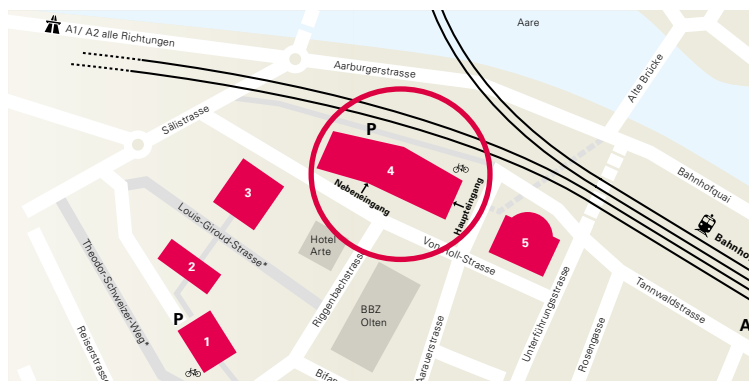 A1/ A2 alle Richtungen
Aare
Aarburgerstrasse
Alte Brücke
Sälistrasse
P
4
Nebeneingang
Haupteingang
Bahnhofquai
3
Louis-Giroud-Strasse*
Hotel
Arte
Von Roll-Strasse
5
2
Theodor-Schweizer-Weg*
Riggenbachstrasse
BBZ
Olten
Tannwaldstrasse
P
1
Reiserstrasse
Aarauerstrasse
Unterführungsstrasse
Rosengasse
Bifa
Bahnho
A